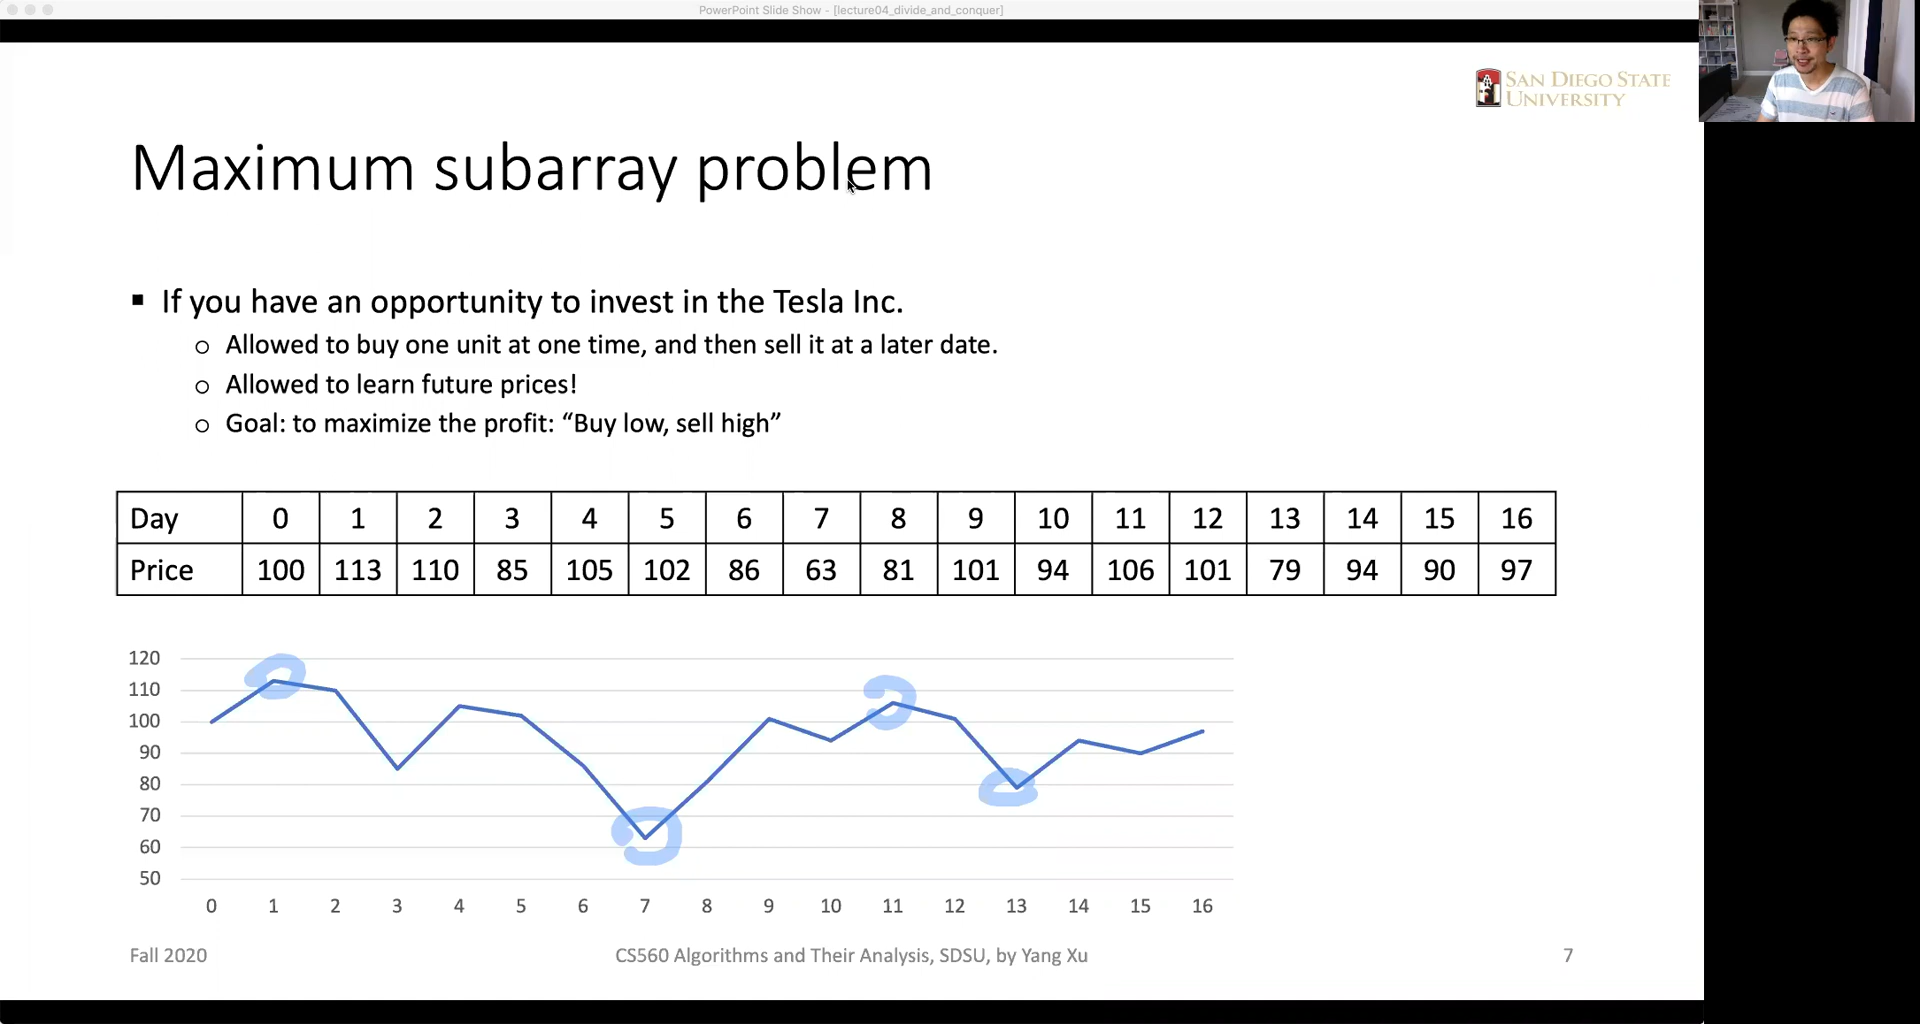 PowerPoint Slide Show - [lecture04_divide_and_conquer]
SAN DIEGO STATE
UNIVERSITY
Maximum subarray problem
▪ If you have an opportunity to invest in the Tesla Inc.
o Allowed to buy one unit at one time, and then sell it at a later date.
o Allowed to learn future prices!
o Goal: to maximize the profit: “Buy low, sell high”
Day 0 1 2 3 4 5 6 7 8 9 10 11 12 13 14 15 16
Price 100 113 110 85 105 102 86 63 81 101 94 106 101 79 94 90 97
120
110
100
90
80
70
60
50
0 1 2 3 4 5 6 7 8 9 10 11 12 13 14 15 16
Fall 2020 CS560 Algorithms and Their Analysis, SDSU, by Yang Xu 7